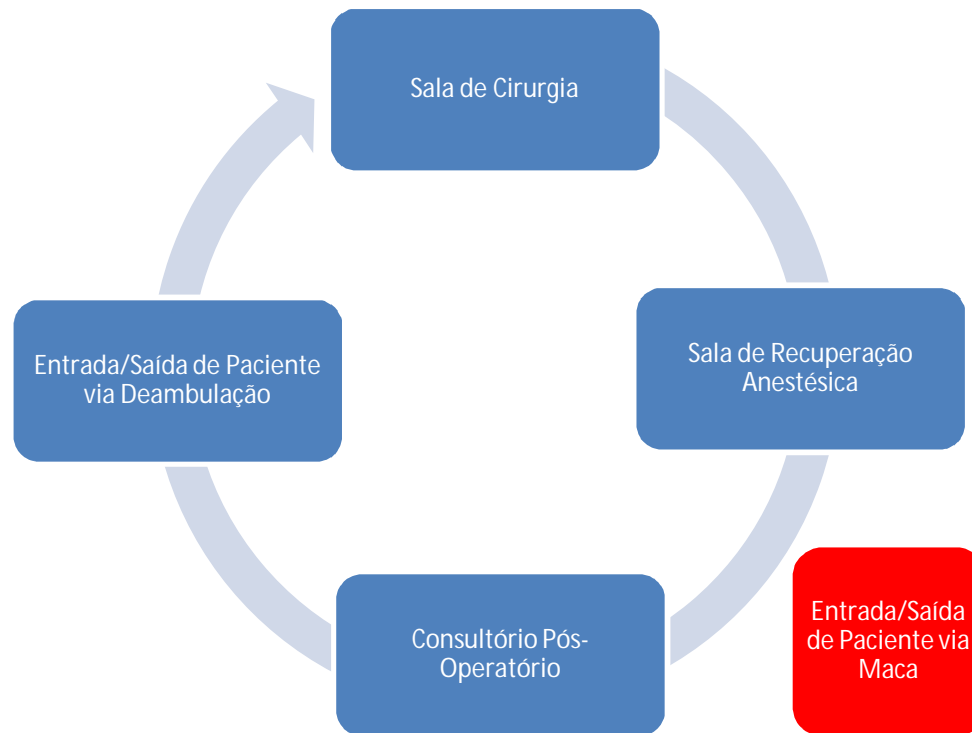 Sala de Cirurgia
Entrada/Saída de Paciente
via Deambulação
Sala de Recuperação
Anestésica
Consultório Pós-
Operatório
Entrada/Saída
de Paciente via
Maca